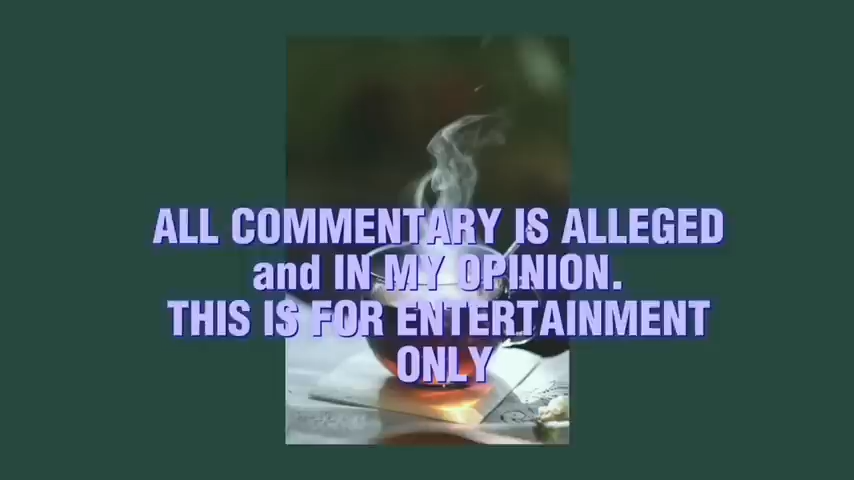 ALL COMMENTARY IS ALLEGED
and IN MY OPINION.
THIS IS FOR ENTERTAINMENT
ONLY